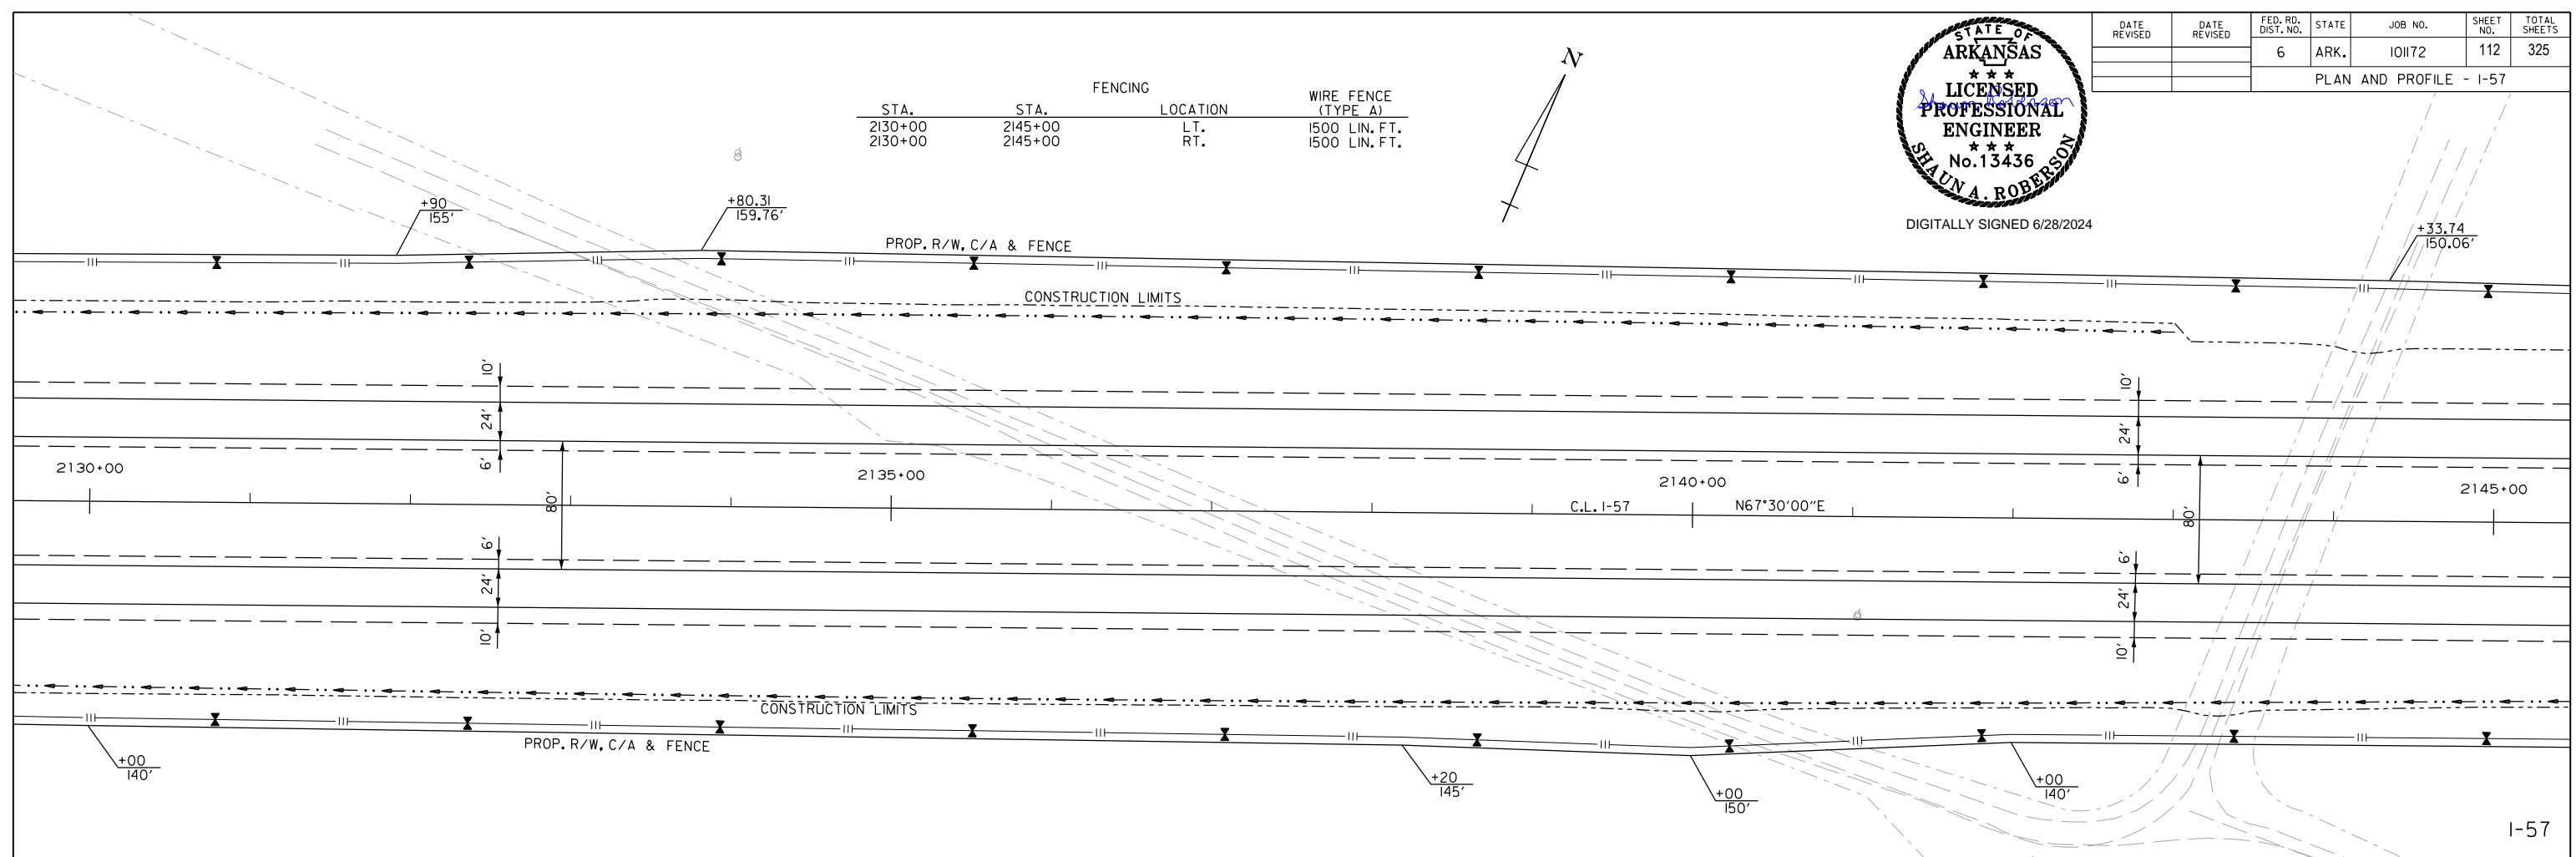 DATE REVISED DATE REVISED FED. RD. DIST. NO. STATE JOB NO. SHEET NO. TOTAL SHEETS
6 ARK. 101172 112 325
PLAN AND PROFILE - I-57
STATE OF
ARKANSAS
★ ★ ★
LICENSED
Shaun Roberson
PROFESSIONAL
ENGINEER
★ ★ ★
No.13436
SHAUN A. ROBERSON
DIGITALLY SIGNED 6/28/2024
N
FENCING
STA. STA. LOCATION WIRE FENCE (TYPE A)
2130+00 2145+00 LT. 1500 LIN. FT.
2130+00 2145+00 RT. 1500 LIN. FT.
+90
155'
+80.31
159.76'
+33.74
150.06'
PROP. R/W, C/A & FENCE
CONSTRUCTION LIMITS
10'
24'
6'
80'
6'
24'
10'
10'
24'
6'
80'
6'
24'
10'
2130+00
2135+00
2140+00
2145+00
C.L. I-57 N67°30'00"E
CONSTRUCTION LIMITS
PROP. R/W, C/A & FENCE
+00
140'
+20
145'
+00
150'
+00
140'
I-57